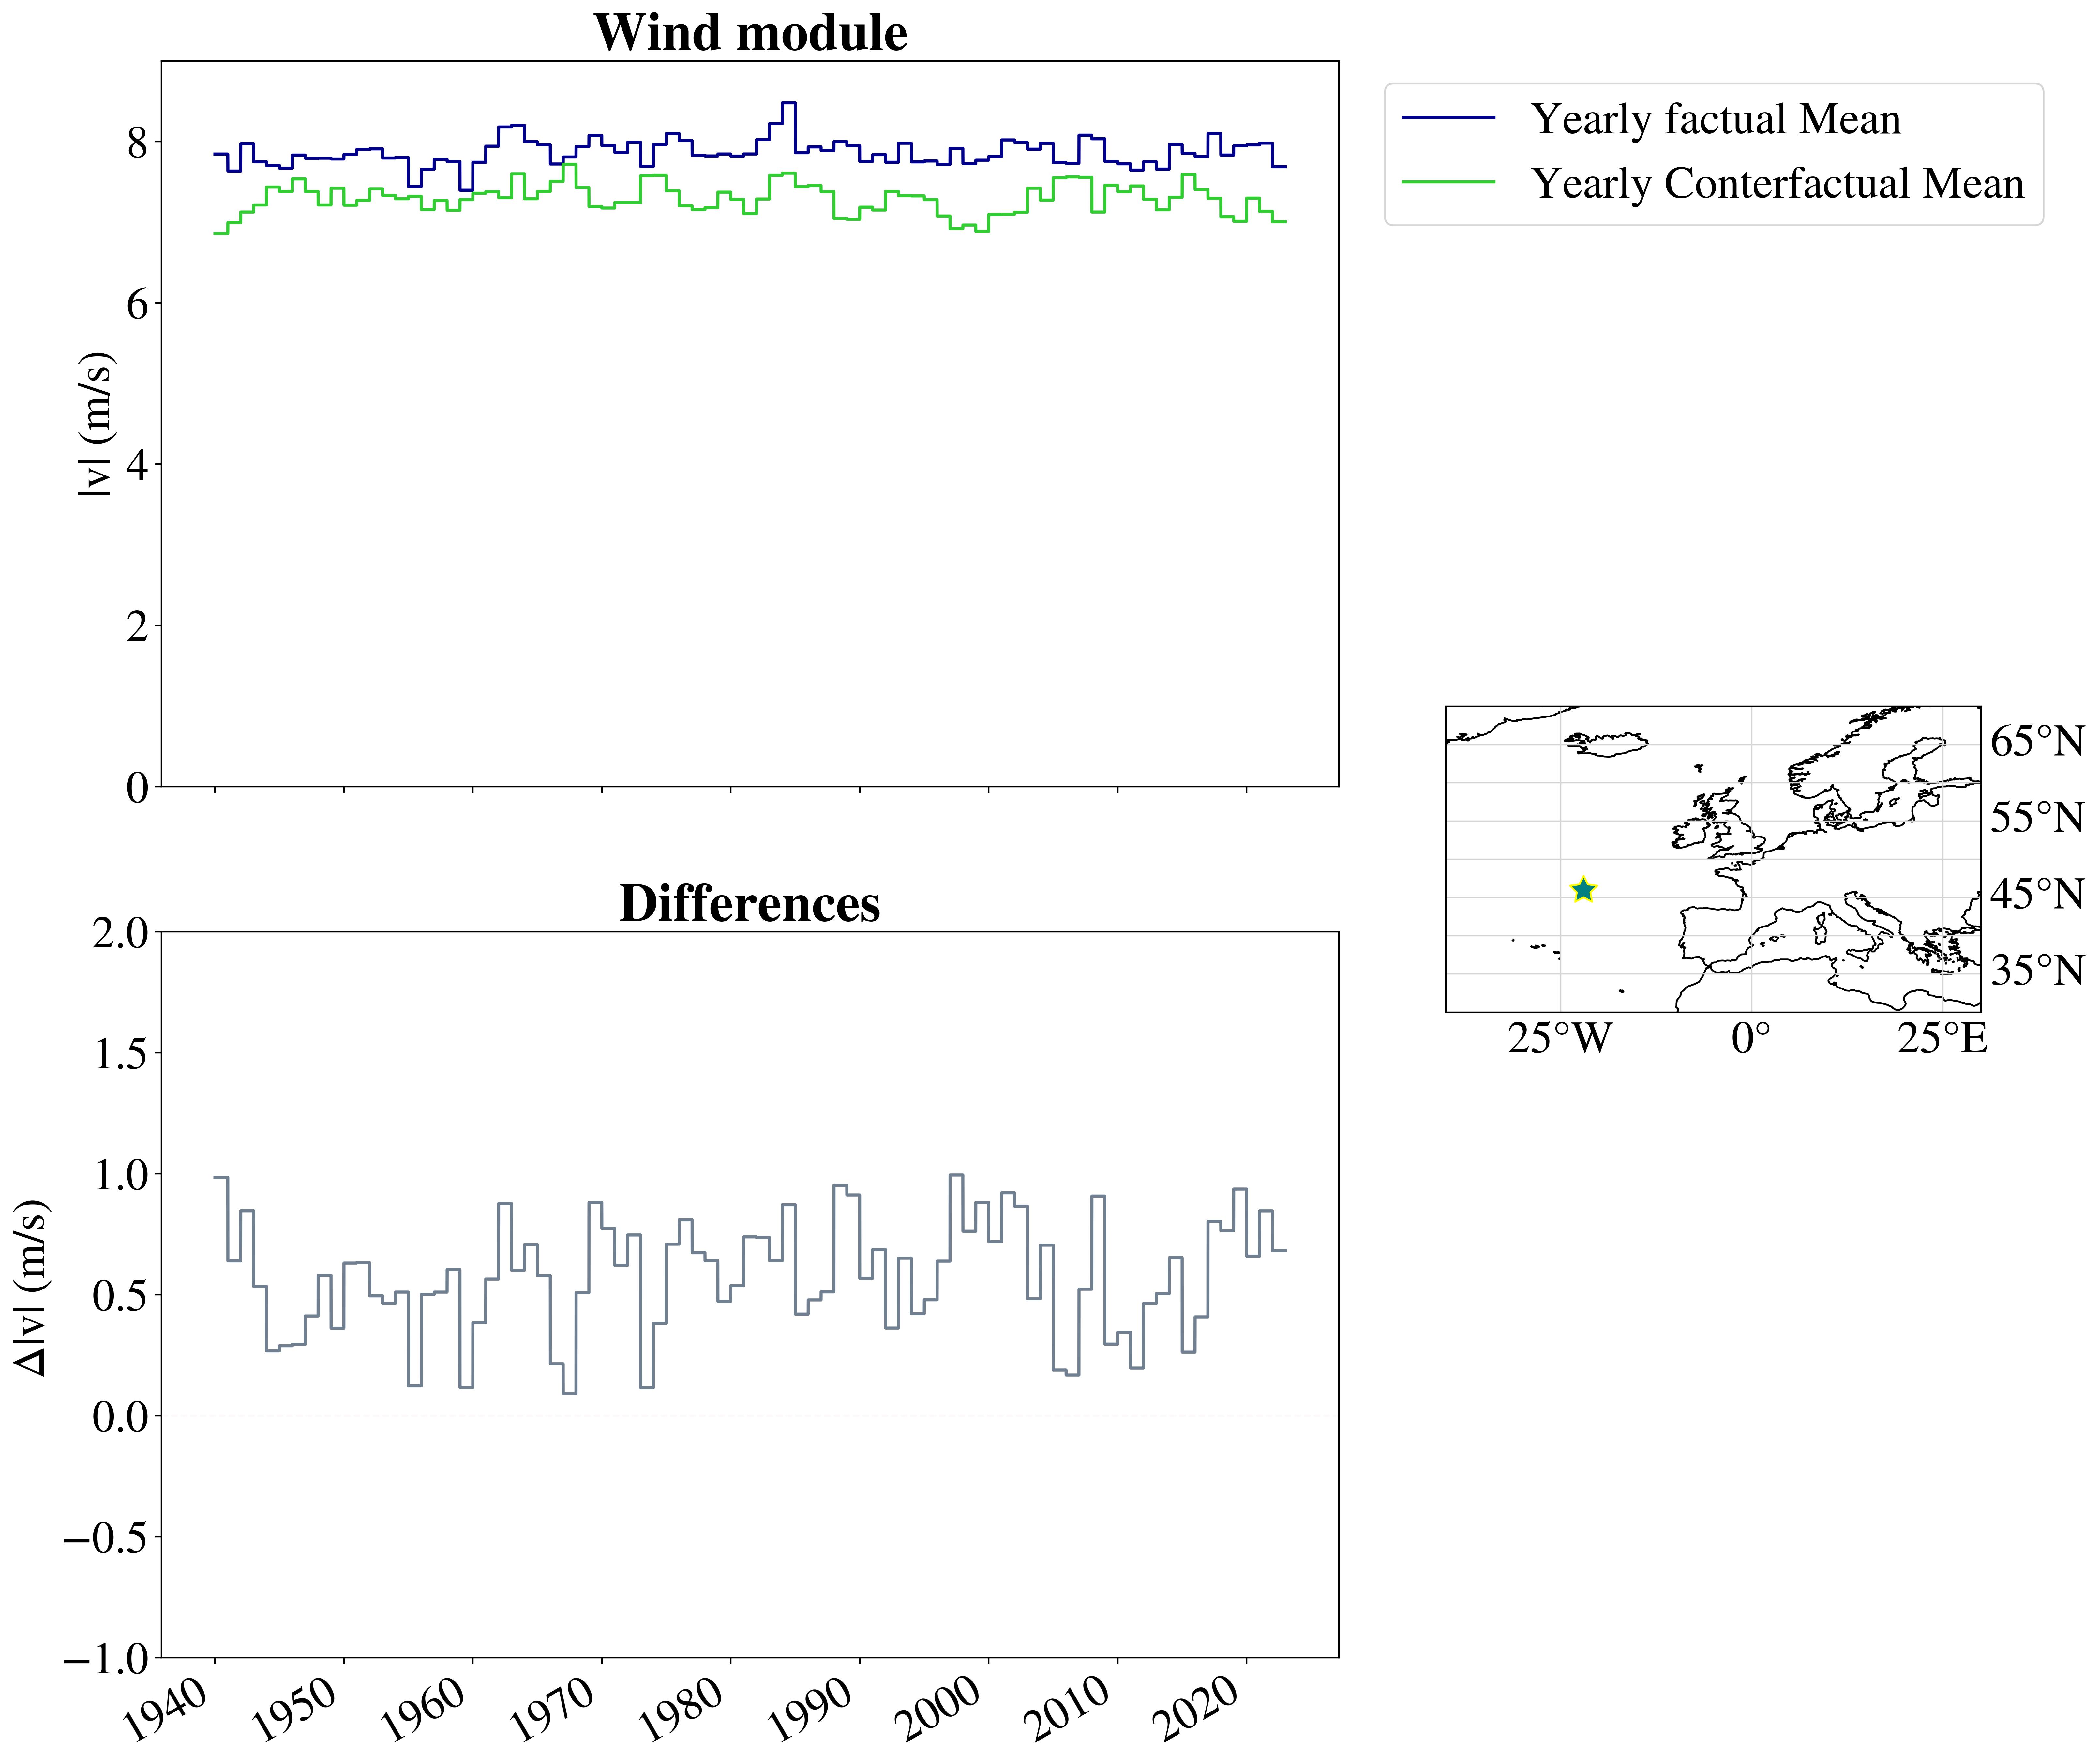 Wind module
8
6
4
2
0
|v| (m/s)
Yearly factual Mean
Yearly Conterfactual Mean
65°N
55°N
45°N
35°N
25°W 0° 25°E
Differences
2.0
1.5
1.0
0.5
0.0
−0.5
−1.0
Δ|v| (m/s)
1940 1950 1960 1970 1980 1990 2000 2010 2020